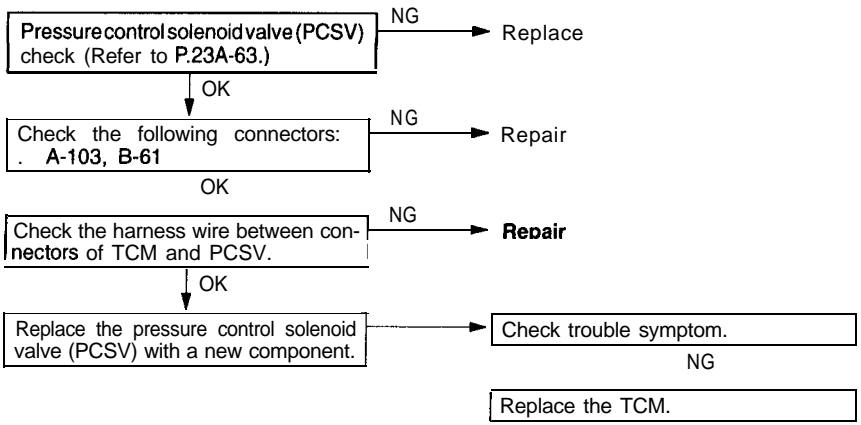 NG
Pressure control solenoid valve (PCSV)
check (Refer to P.23A-63.)
Replace
OK
NG
Check the following connectors:
. A-103, B-61
Repair
OK
NG
Check the harness wire between con-
nectors of TCM and PCSV.
Repair
OK
Replace the pressure control solenoid
valve (PCSV) with a new component.
Check trouble symptom.
NG
Replace the TCM.